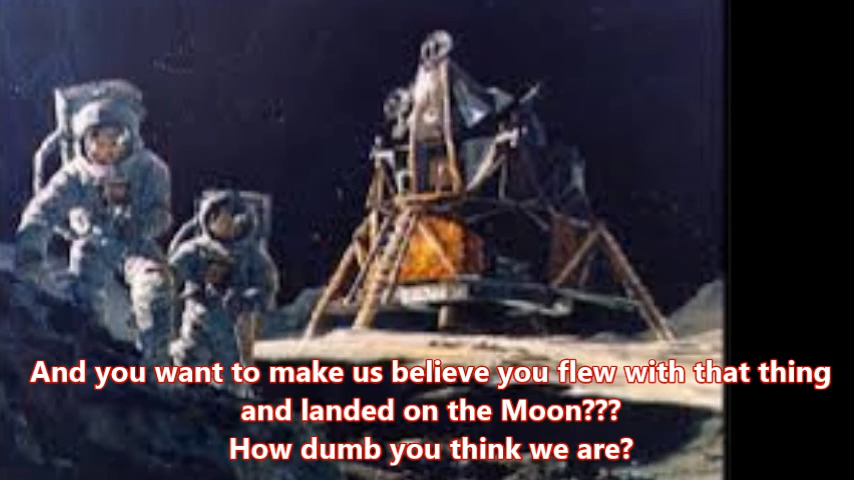 And you want to make us believe you flew with that thing
and landed on the Moon???
How dumb you think we are?